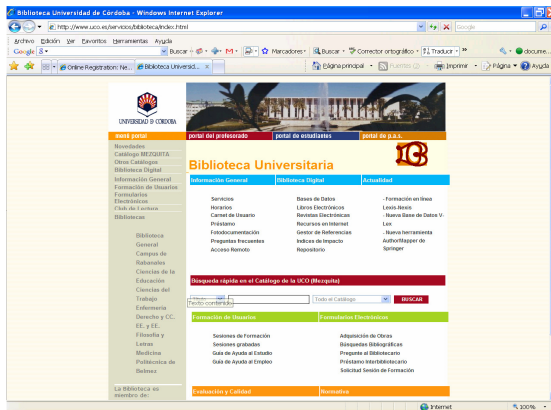 Biblioteca Universidad de Córdoba - Windows Internet Explorer
http://www.uco.es/servicios/biblioteca/index.html
Google
Archivo Edición Ver Favoritos Herramientas Ayuda
Google Buscar Marcadores Buscar Corrector ortográfico Traducir docume...
Online Registration: Ne... Biblioteca Universid... x Página principal Fuentes Imprimir Página Ayuda
UNIVERSIDAD D CORDOBA
menú portal portal del profesorado portal de estudiantes portal de p.a.s.
Novedades
Catálogo MEZQUITA
Otros Catálogos
Biblioteca Digital
Información General
Formación de Usuarios
Formularios
Electrónicos
Club de Lectura
Bibliotecas
Biblioteca
General
Campus de
Rabanales
Ciencias de la
Educación
Ciencias del
Trabajo
Enfermería
Derecho y CC.
EE. y EE.
Filosofía y
Letras
Medicina
Politécnica de
Belmez
La Biblioteca es
miembro de:
Biblioteca Universitaria
Información General Biblioteca Digital Actualidad
Servicios
Horarios
Carnet de Usuario
Préstamo
Fotodocumentación
Preguntas frecuentes
Acceso Remoto
Bases de Datos
Libros Electrónicos
Revistas Electrónicas
Recursos en Internet
Gestor de Referencias
Indices de Impacto
Repositorio
- Formación en línea
Lexis-Nexis
- Nueva Base de Datos V-
Lex
. Nueva herramienta
AuthorMapper de
Springer
Búsqueda rápida en el Catálogo de la UCO (Mezquita)
Todo el Catálogo BUSCAR
Texto contenido
Formación de Usuarios Formularios Electrónicos
Sesiones de Formación
Sesiones grabadas
Guía de Ayuda al Estudio
Guía de Ayuda al Empleo
Adquisición de Obras
Búsquedas Bibliográficas
Pregunte al Bibliotecario
Préstamo Interbibliotecario
Solicitud Sesión de Formación
Evaluación y Calidad Normativa
Internet 100%